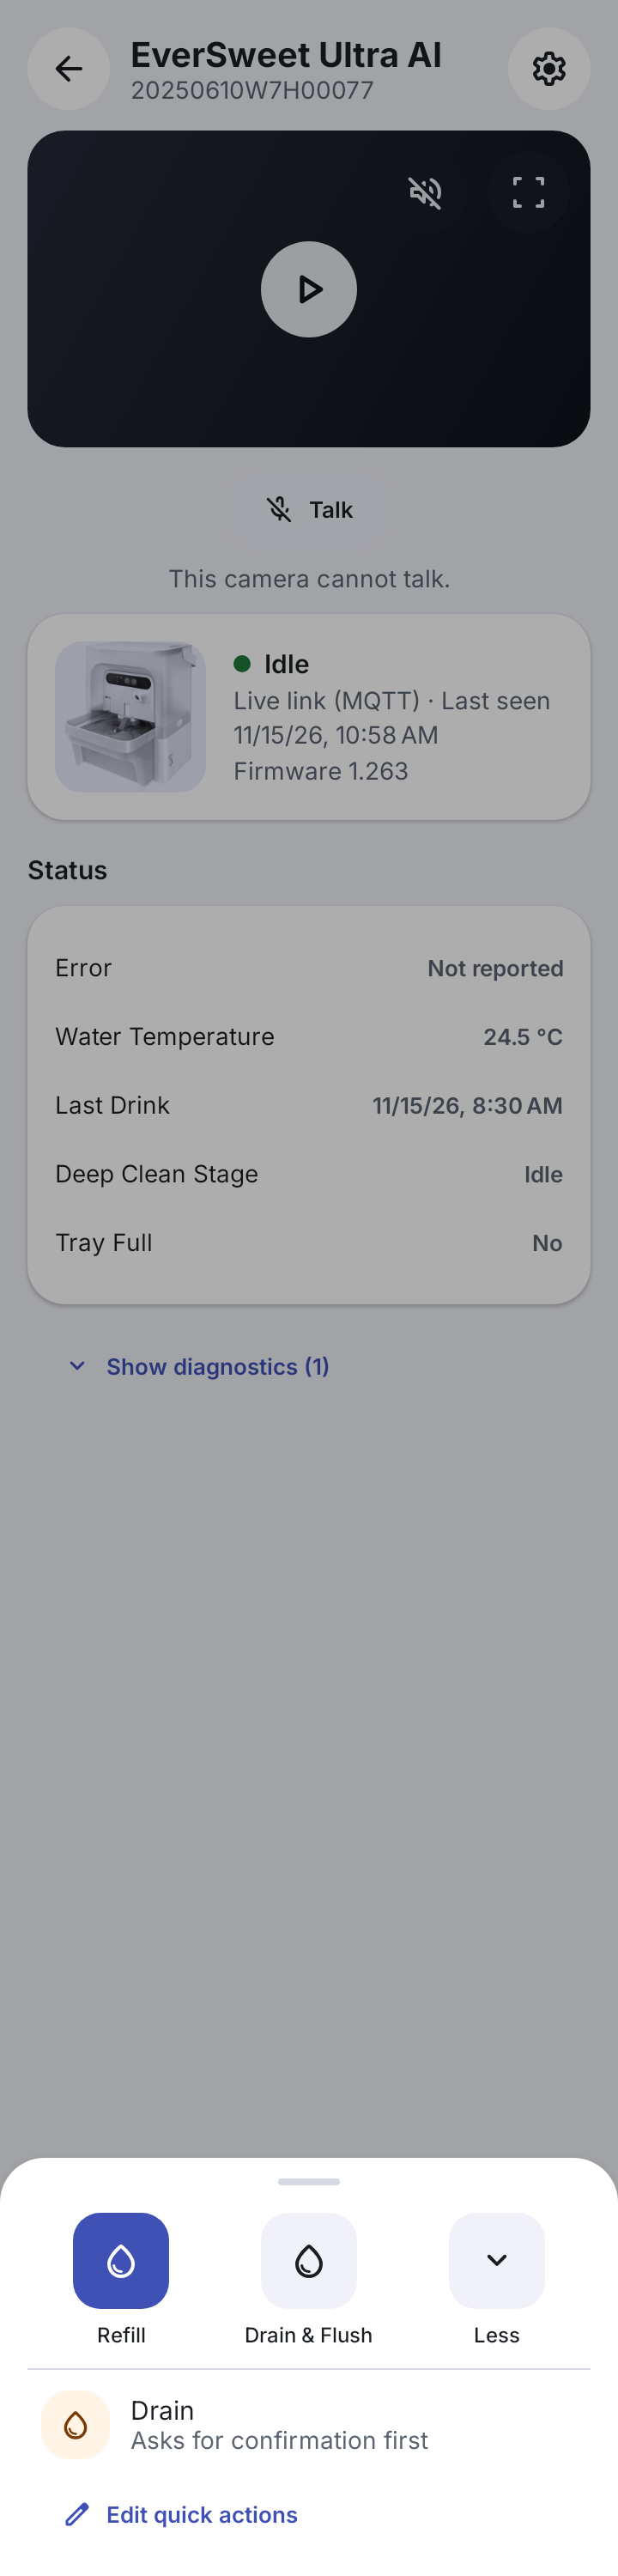 EverSweet Ultra AI
20250610W7H00077
Talk
This camera cannot talk.
Idle
Live link (MQTT) · Last seen
11/15/26, 10:58 AM
Firmware 1.263
Status
Error Not reported
Water Temperature 24.5 °C
Last Drink 11/15/26, 8:30 AM
Deep Clean Stage Idle
Tray Full No
Show diagnostics (1)
Refill Drain & Flush Less
Drain
Asks for confirmation first
Edit quick actions